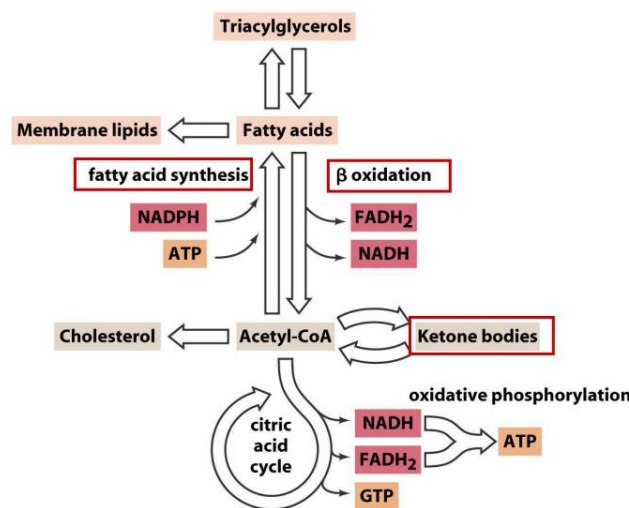 Triacylglycerols
Membrane lipids
Fatty acids
fatty acid synthesis
β oxidation
NADPH
FADH2
ATP
NADH
Cholesterol
Acetyl-CoA
Ketone bodies
oxidative phosphorylation
citric
acid
cycle
NADH
FADH2
ATP
GTP